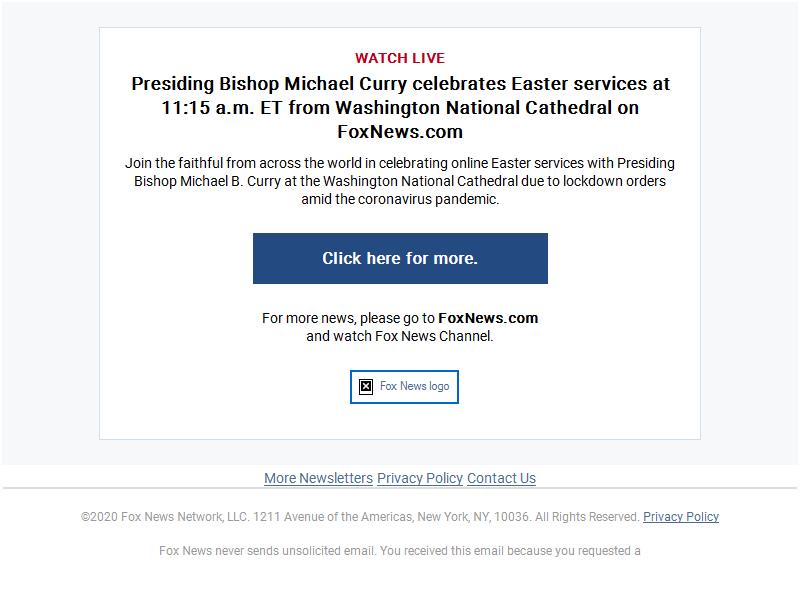 WATCH LIVE
Presiding Bishop Michael Curry celebrates Easter services at
11:15 a.m. ET from Washington National Cathedral on
FoxNews.com
Join the faithful from across the world in celebrating online Easter services with Presiding
Bishop Michael B. Curry at the Washington National Cathedral due to lockdown orders
amid the coronavirus pandemic.
Click here for more.
For more news, please go to FoxNews.com
and watch Fox News Channel.
Fox News logo
More Newsletters Privacy Policy Contact Us
©2020 Fox News Network, LLC. 1211 Avenue of the Americas, New York, NY, 10036. All Rights Reserved. Privacy Policy
Fox News never sends unsolicited email. You received this email because you requested a